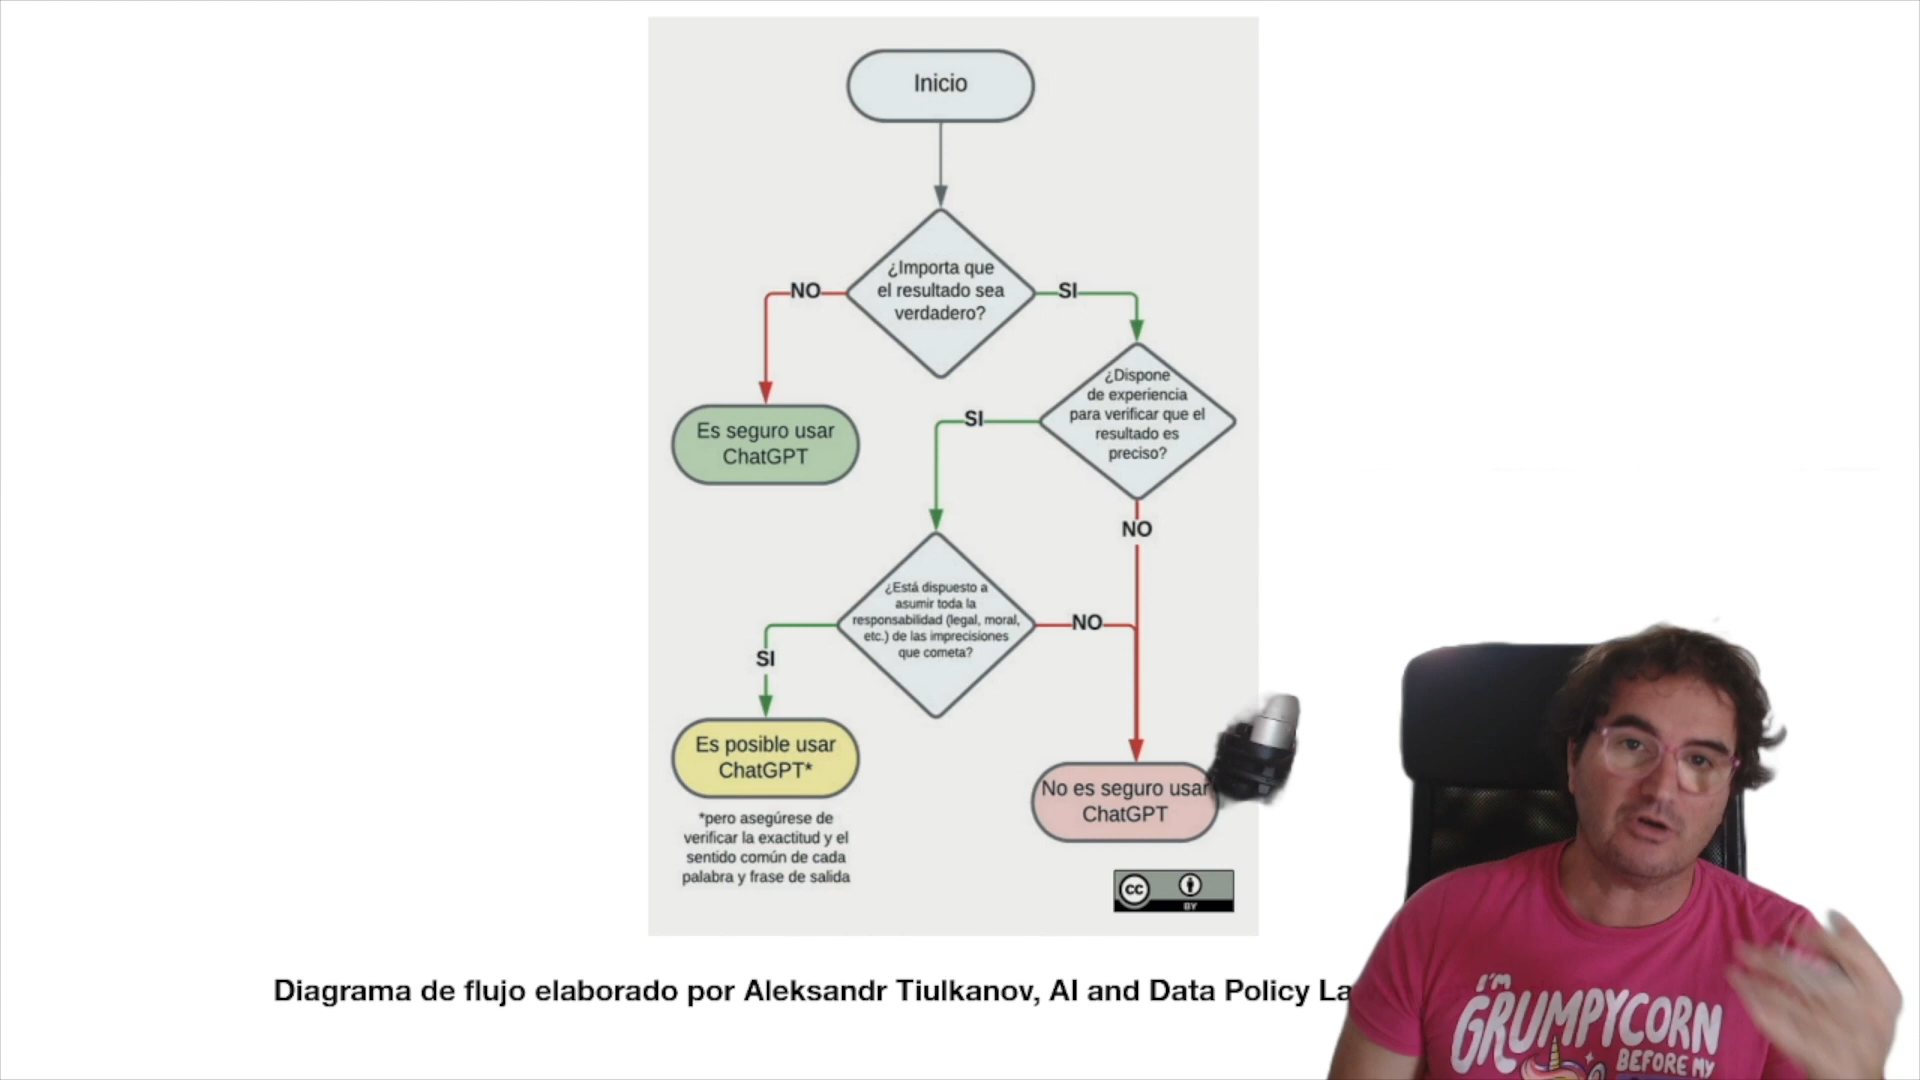 Inicio
¿Importa que
el resultado sea
verdadero?
NO
SI
¿Dispone
de experiencia
para verificar que el
resultado es
preciso?
SI
NO
Es seguro usar
ChatGPT
¿Está dispuesto a
asumir toda la
responsabilidad (legal, moral,
etc.) de las imprecisiones
que cometa?
SI
NO
Es posible usar
ChatGPT*
*pero asegúrese de
verificar la exactitud y el
sentido común de cada
palabra y frase de salida
No es seguro usar
ChatGPT
cc
BY
Diagrama de flujo elaborado por Aleksandr Tiulkanov, AI and Data Policy
I'M
GRUMPYCORN
BEFORE MY